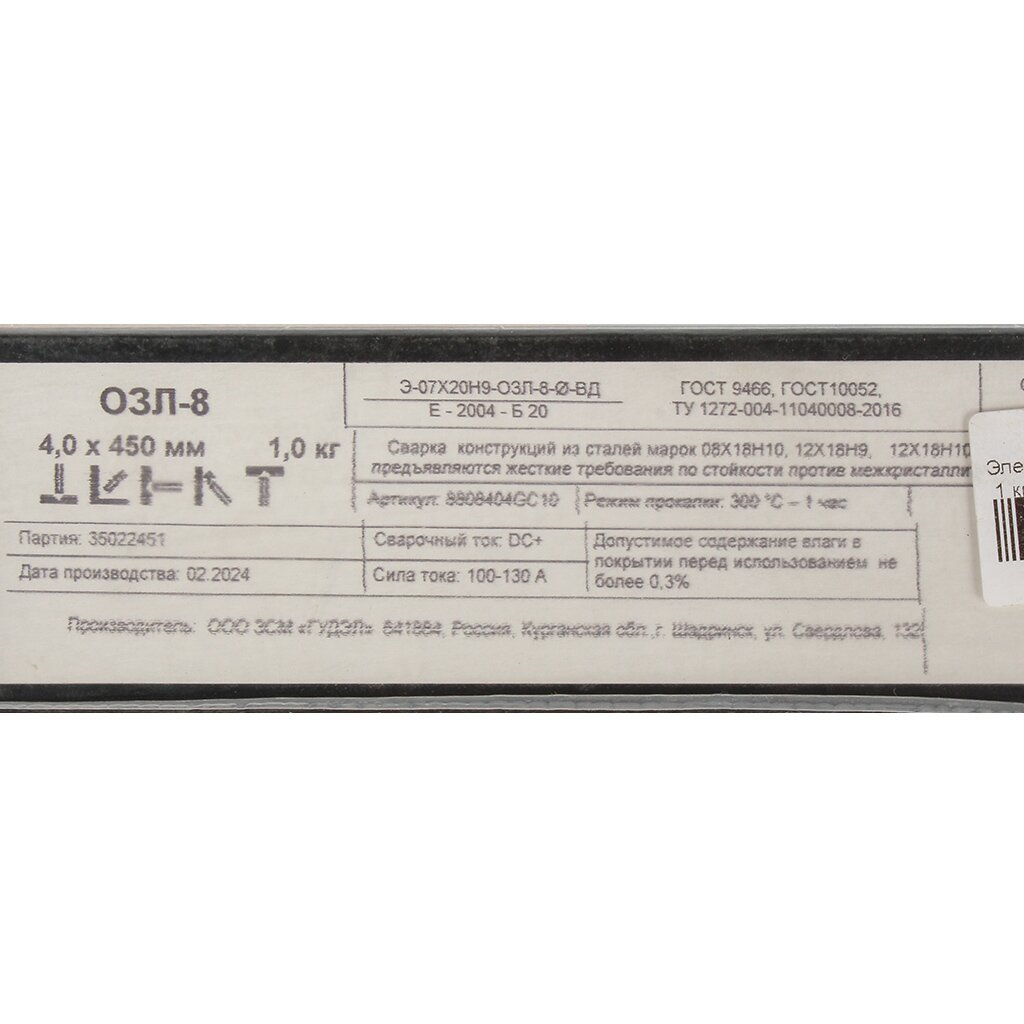 ОЗЛ-8
4,0 x 450 мм 1,0 кг
Э-07Х20Н9-ОЗЛ-8-Ø-ВД
Е - 2004 - Б 20
ГОСТ 9466, ГОСТ10052,
ТУ 1272-004-11040008-2016
Сварка конструкций из сталей марок 08Х18Н10, 12Х18Н9, 12Х18Н10
предъявляются жесткие требования по стойкости против межкристалли
Артикул: 8808404GC10
Режим прокалки: 300 °C – 1 час
Партия: 35022451
Сварочный ток: DC+
Допустимое содержание влаги в
покрытии перед использованием не
более 0,3%
Дата производства: 02.2024
Сила тока: 100-130 А
Производитель: ООО ЭСМ «ГУДЭЛ» 641884, Россия, Курганская обл., г. Шадринск, ул. Свердлова, 132
Эле
1 к